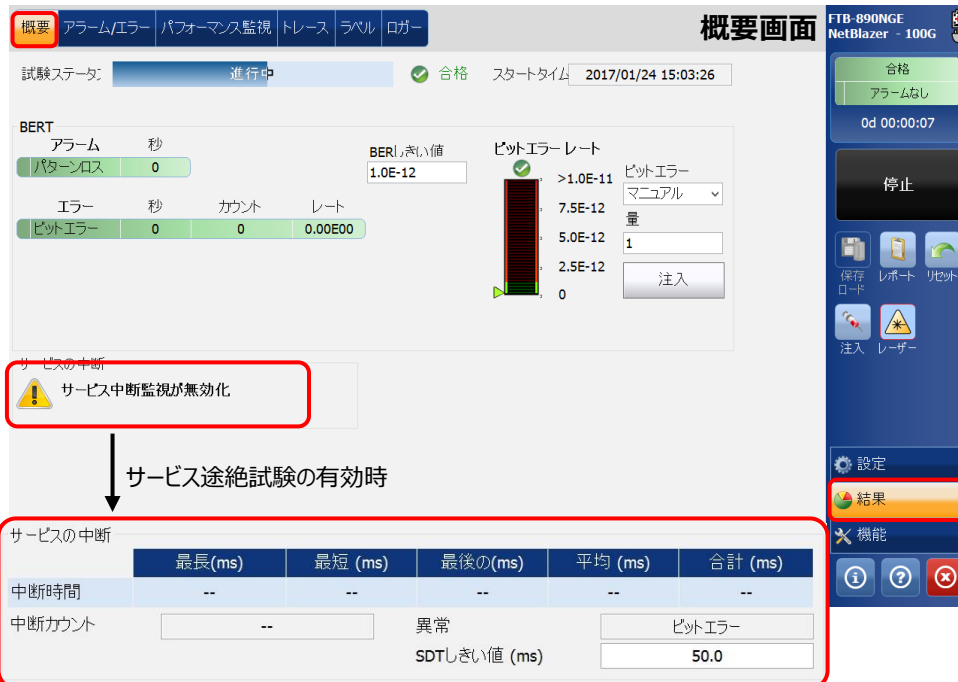 概要 アラーム/エラー パフォーマンス監視 トレース ラベル ロガー
概要画面
FTB-890NGE
NetBlazer - 100G
試験ステータ
進行中
合格
スタートタイム 2017/01/24 15:03:26
合格
アラームなし
0d 00:00:07
BERT
アラーム 秒
パターンロス 0
エラー 秒 カウント レート
ビットエラー 0 0 0.00E00
BERしきい値
1.0E-12
ビットエラーレート
>1.0E-11
7.5E-12
5.0E-12
2.5E-12
0
ビットエラー
マニュアル
量
1
注入
停止
保存
ロード
レポート
リセット
注入
レーザー
サービスの中断
サービス中断監視が無効化
サービス途絶試験の有効時
設定
結果
機能
サービスの中断
最長(ms) 最短 (ms) 最後の(ms) 平均 (ms) 合計 (ms)
中断時間 -- -- -- -- --
中断カウント -- 異常 ビットエラー
SDTしきい値 (ms) 50.0